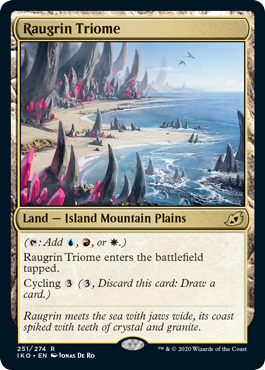 Raugrin Triome
Land — Island Mountain Plains
(: Add , , or .)
Raugrin Triome enters the battlefield
tapped.
Cycling 3 (3, Discard this card: Draw a
card.)
Raugrin meets the sea with jaws wide, its coast
spiked with teeth of crystal and granite.
251/274 R
IKO • EN Jonas De Ro
™ & © 2020 Wizards of the Coast